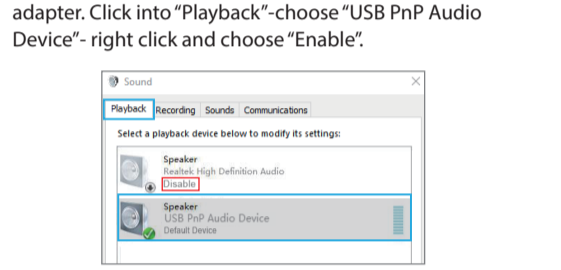 adapter. Click into “Playback”-choose “USB PnP Audio
Device”- right click and choose “Enable”.
Sound
Playback Recording Sounds Communications
Select a playback device below to modify its settings:
Speaker
Realtek High Definition Audio
Disable
Speaker
USB PnP Audio Device
Default Device